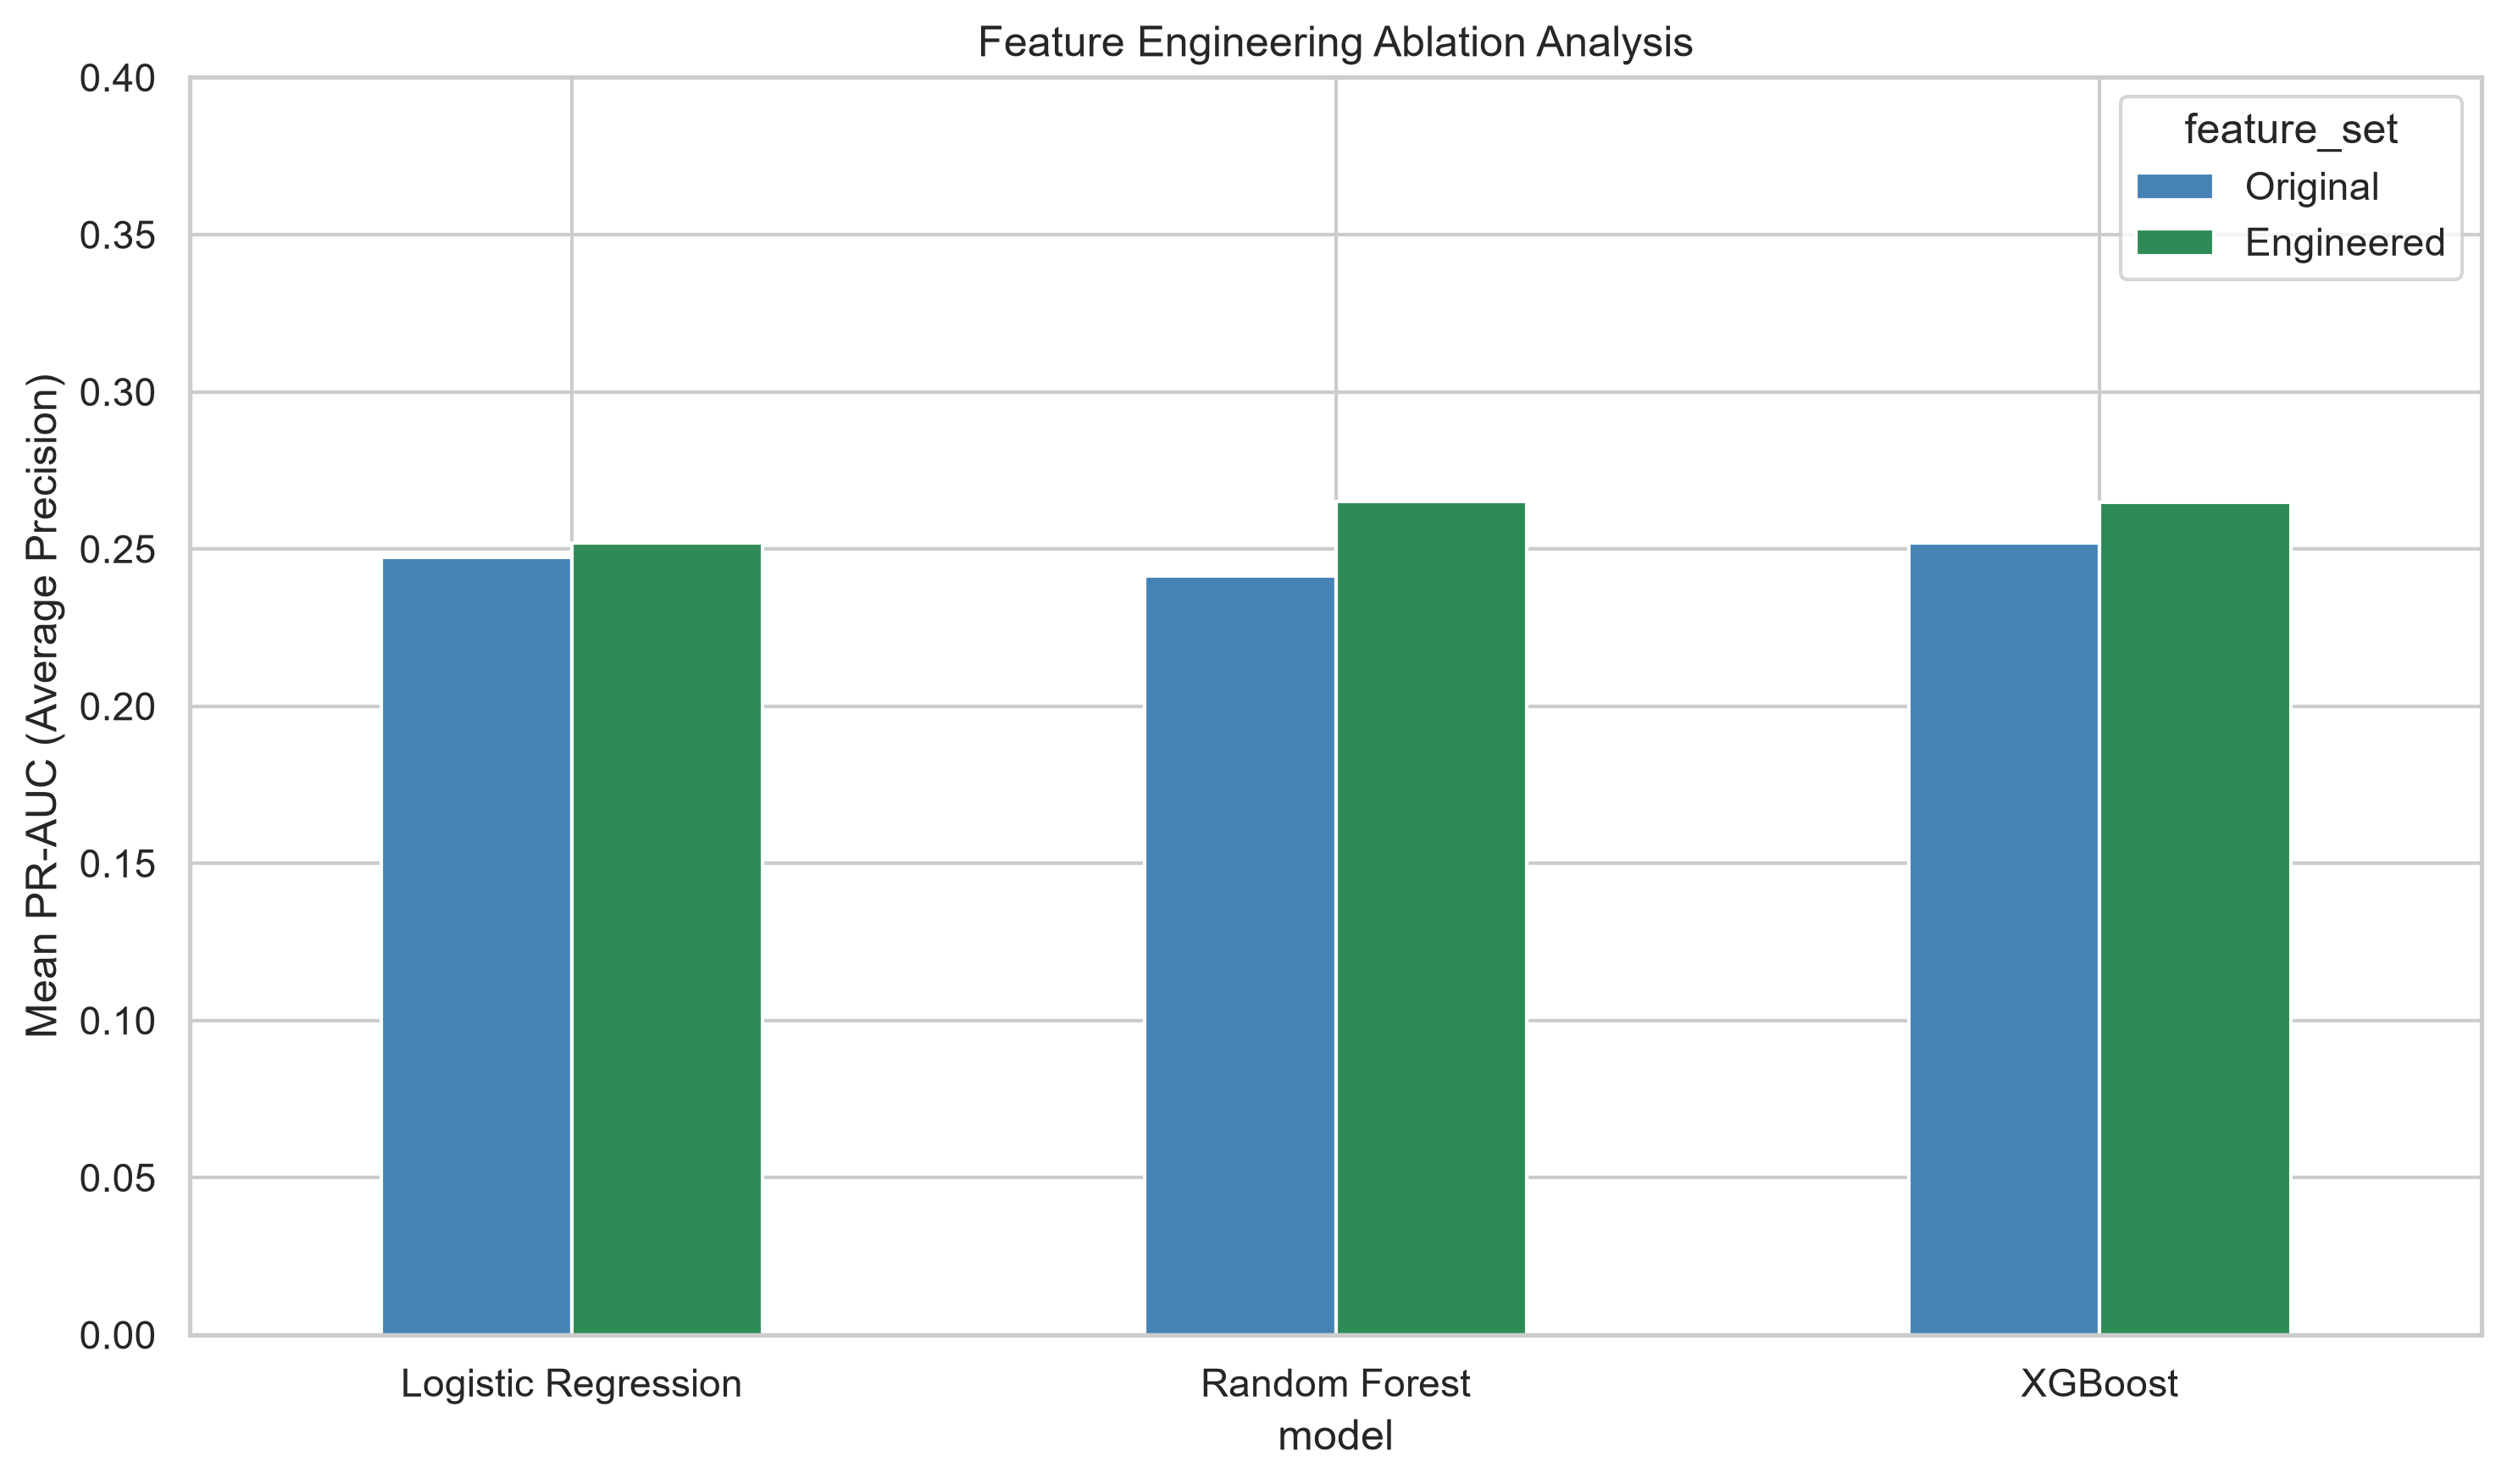 Feature Engineering Ablation Analysis
feature_set
Original
Engineered
Mean PR-AUC (Average Precision)
0.40
0.35
0.30
0.25
0.20
0.15
0.10
0.05
0.00
Logistic Regression
Random Forest
XGBoost
model